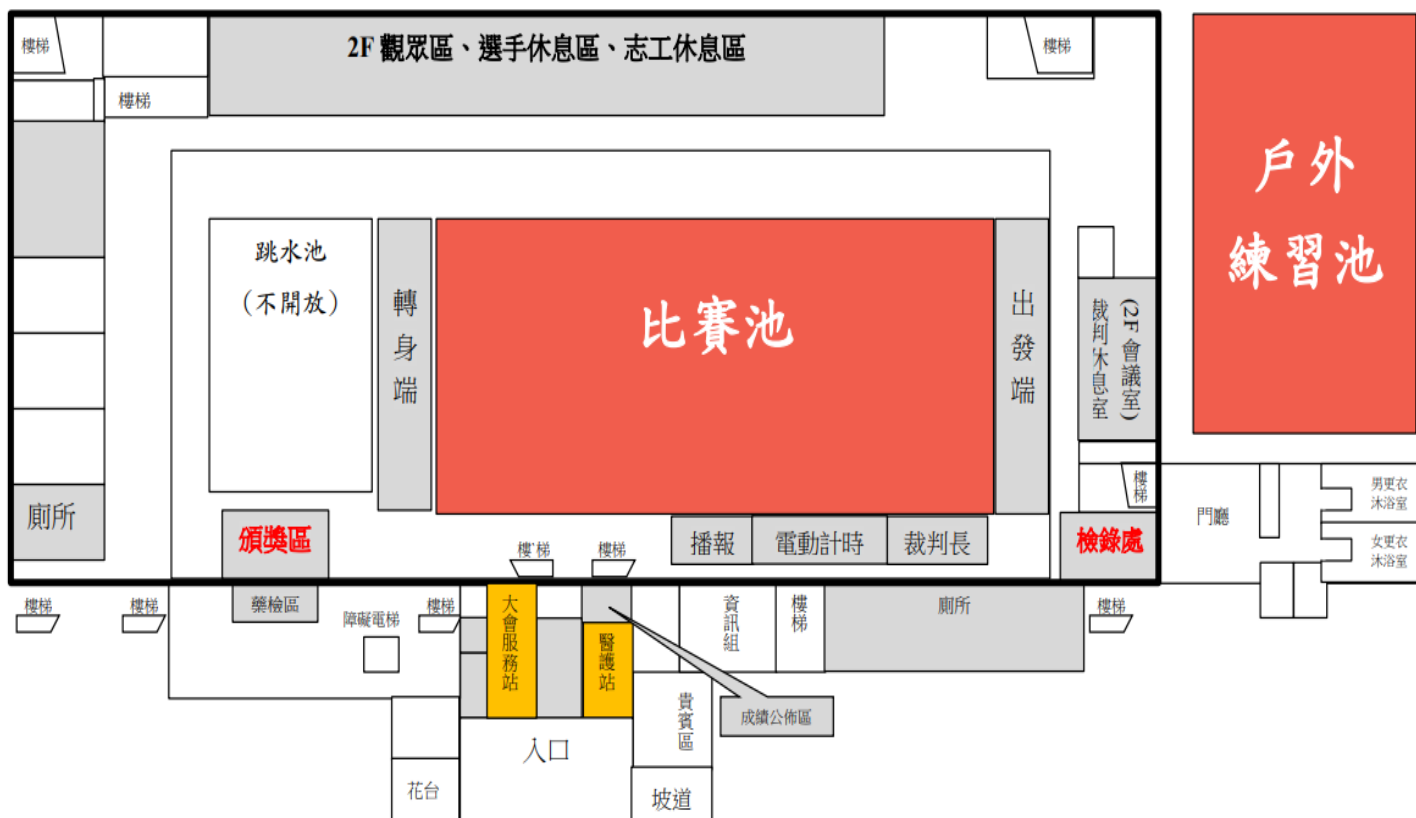 樓梯
2F 觀眾區、選手休息區、志工休息區
樓梯
樓梯
戶外
練習池
跳水池
(不開放)
轉身端
比賽池
出發端
(2F 會議室)
裁判休息室
廁所
頒獎區
樓梯
樓梯
播報
電動計時
裁判長
檢錄處
樓梯
門廳
男更衣
沐浴室
女更衣
沐浴室
樓梯
樓梯
藥檢區
障礙電梯
樓梯
大會服務站
醫護站
資訊組
樓梯
廁所
樓梯
貴賓區
成績公佈區
入口
花台
坡道